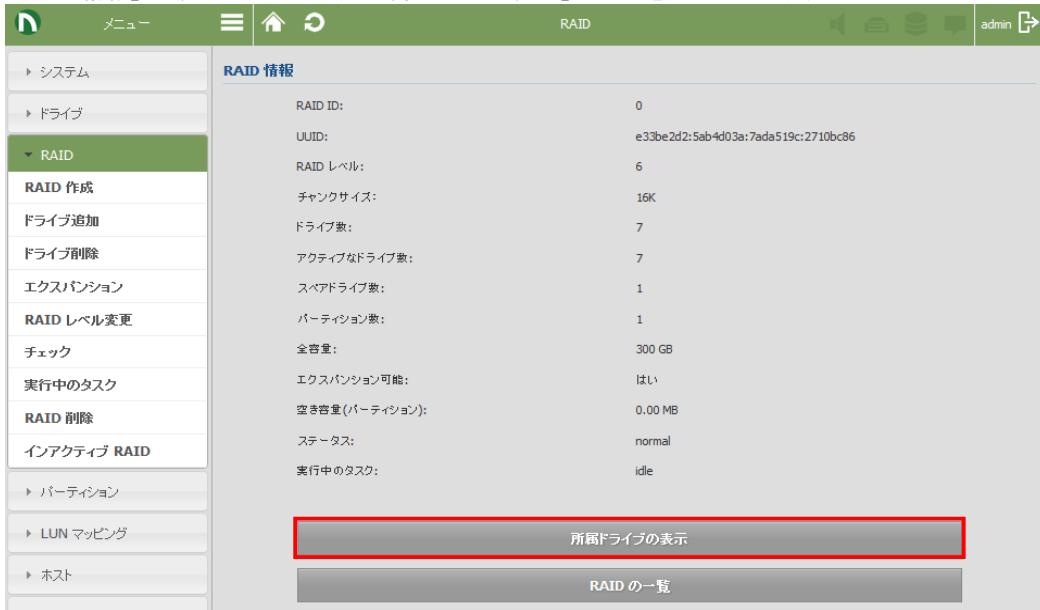 メニュー
RAID
admin
システム
ドライブ
RAID
RAID 作成
ドライブ追加
ドライブ削除
エクスパンション
RAID レベル変更
チェック
実行中のタスク
RAID 削除
インアクティブ RAID
パーティション
LUN マッピング
ホスト
RAID 情報
RAID ID: 0
UUID: e33be2d2:5ab4d03a:7ada519c:2710bc86
RAID レベル: 6
チャンクサイズ: 16K
ドライブ数: 7
アクティブなドライブ数: 7
スペアドライブ数: 1
パーティション数: 1
全容量: 300 GB
エクスパンション可能: はい
空き容量(パーティション): 0.00 MB
ステータス: normal
実行中のタスク: idle
所属ドライブの表示
RAID の一覧